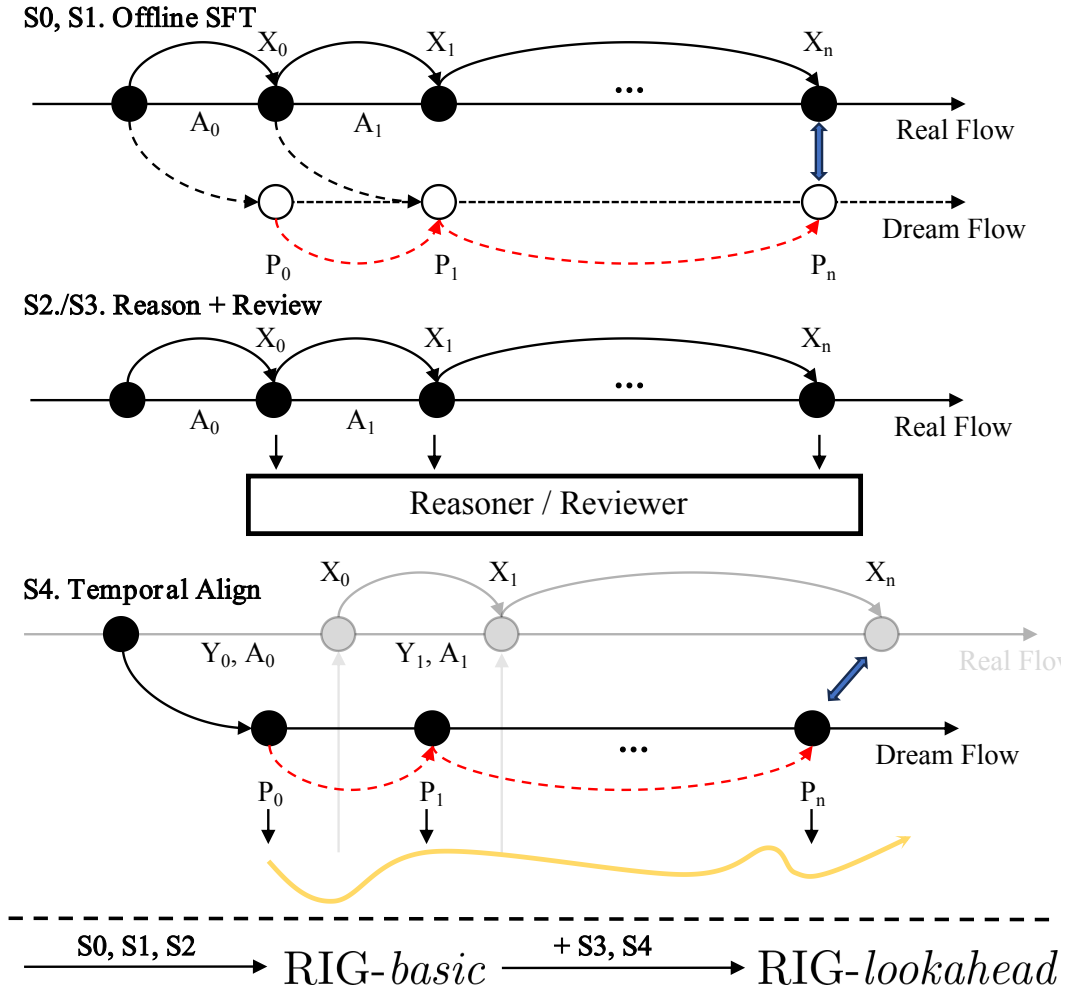 S0, S1. Offline SFT
X0 X1 Xn
...
A0 A1
Real Flow
Dream Flow
P0 P1 Pn
S2./S3. Reason + Review
X0 X1 Xn
...
A0 A1
Real Flow
Reasoner / Reviewer
X0 X1 Xn
S4. Temporal Align
Y0, A0 Y1, A1
Real Flow
...
Dream Flow
P0 P1 Pn
S0, S1, S2 + S3, S4
RIG-basic RIG-lookahead